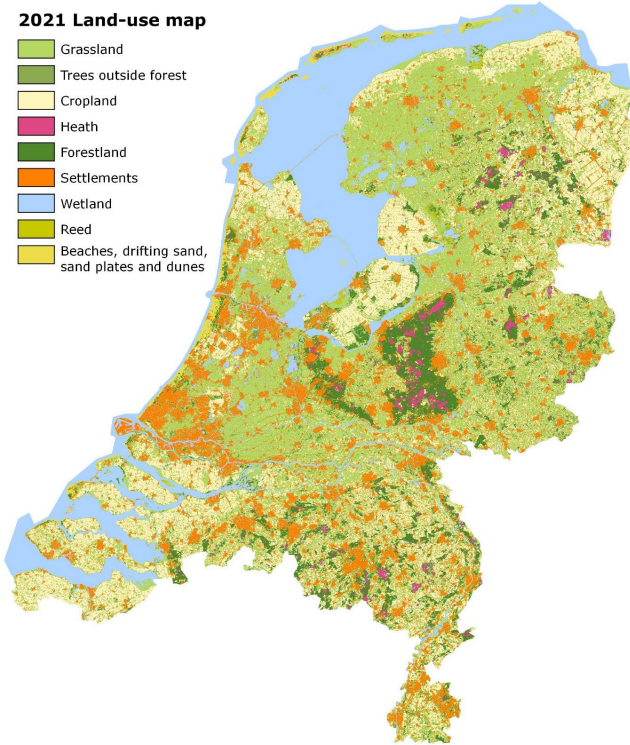 2021 Land-use map
Grassland
Trees outside forest
Cropland
Heath
Forestland
Settlements
Wetland
Reed
Beaches, drifting sand,
sand plates and dunes